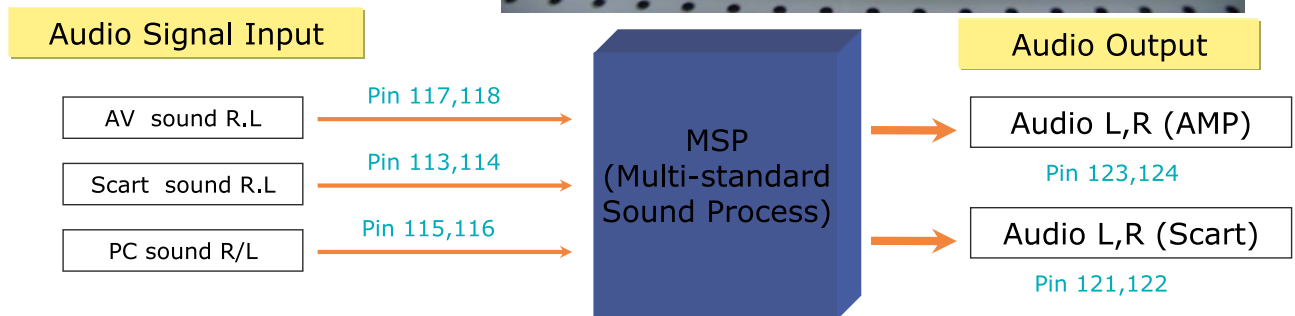 Audio Signal Input
AV sound R.L
Scart sound R.L
PC sound R/L
Pin 117,118
Pin 113,114
Pin 115,116
MSP
(Multi-standard
Sound Process)
Audio Output
Audio L,R (AMP)
Pin 123,124
Audio L,R (Scart)
Pin 121,122